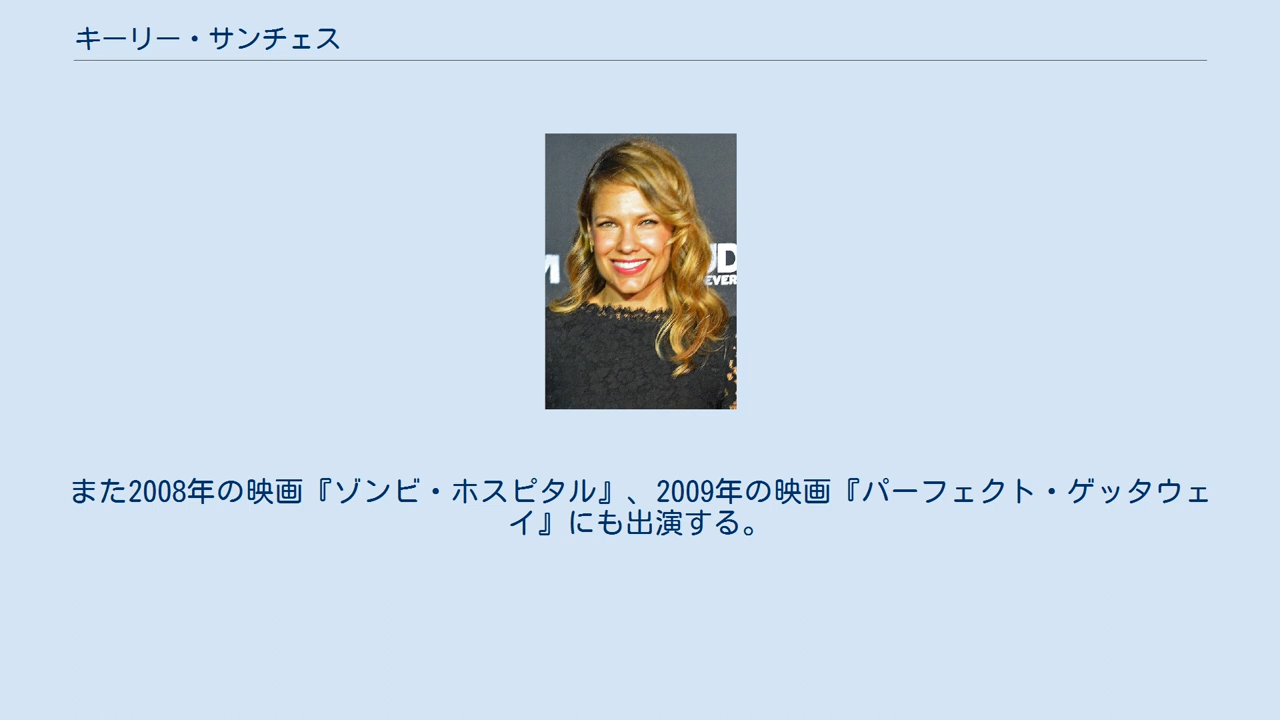 キーリー・サンチェス
M
UD
EVER
また2008年の映画『ゾンビ・ホスピタル』、2009年の映画『パーフェクト・ゲッタウェ
イ』にも出演する。